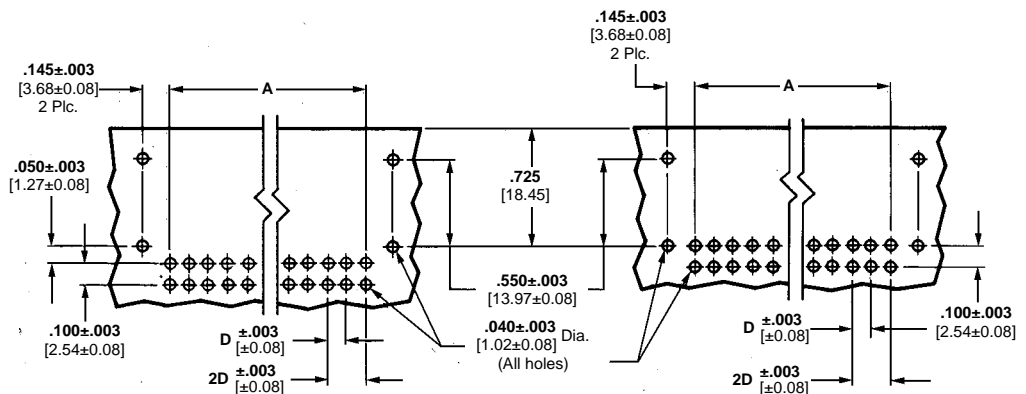 .145±.003
[3.68±0.08]
2 Plc.
A
.145±.003
[3.68±0.08]
2 Plc.
A
.050±.003
[1.27±0.08]
.725
[18.45]
.550±.003
[13.97±0.08]
.100±.003
[2.54±0.08]
D ±.003
[±0.08]
2D ±.003
[±0.08]
.040±.003 Dia.
[1.02±0.08]
(All holes)
D ±.003
[±0.08]
2D ±.003
[±0.08]
.100±.003
[2.54±0.08]